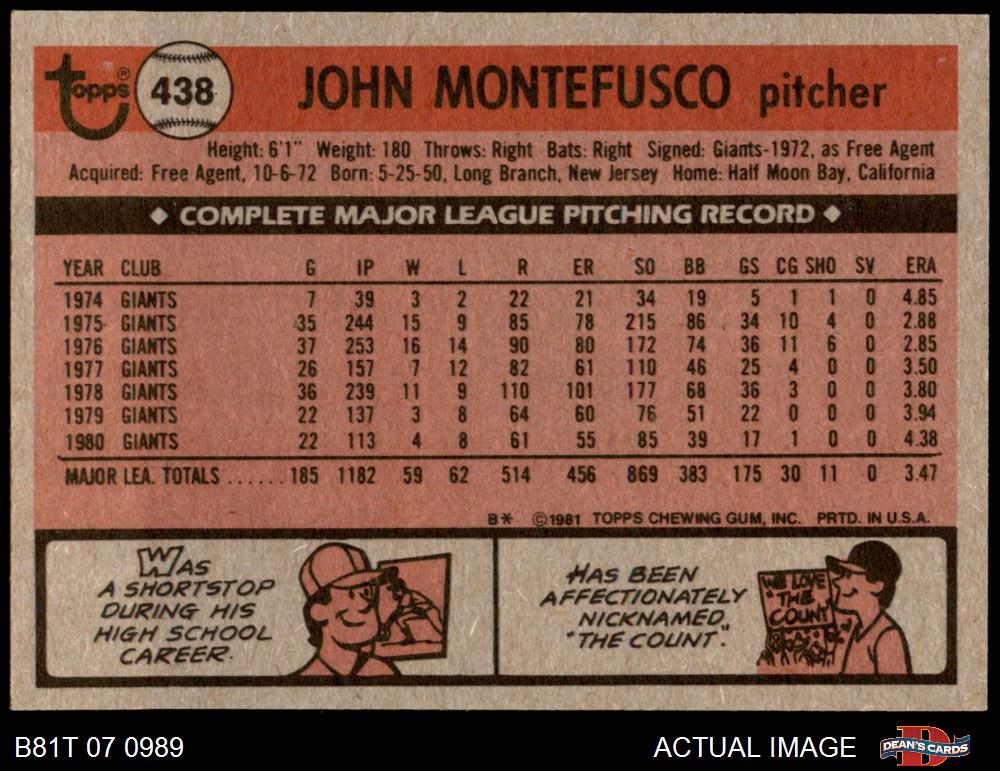 topps® 438 JOHN MONTEFUSCO pitcher
Height: 6'1" Weight: 180 Throws: Right Bats: Right Signed: Giants-1972, as Free Agent
Acquired: Free Agent, 10-6-72 Born: 5-25-50, Long Branch, New Jersey Home: Half Moon Bay, California
◆ COMPLETE MAJOR LEAGUE PITCHING RECORD ◆
YEAR CLUB G IP W L R ER SO BB GS CG SHO SV ERA
1974 GIANTS 7 39 3 2 22 21 34 19 5 1 1 0 4.85
1975 GIANTS 35 244 15 9 85 78 215 86 34 10 4 0 2.88
1976 GIANTS 37 253 16 14 90 80 172 74 36 11 6 0 2.85
1977 GIANTS 26 157 7 12 82 61 110 46 25 4 0 0 3.50
1978 GIANTS 36 239 11 9 110 101 177 68 36 3 0 0 3.80
1979 GIANTS 22 137 3 8 64 60 76 51 22 0 0 0 3.94
1980 GIANTS 22 113 4 8 61 55 85 39 17 1 0 0 4.38
MAJOR LEA. TOTALS ...... 185 1182 59 62 514 456 869 383 175 30 11 0 3.47
B* ©1981 TOPPS CHEWING GUM, INC. PRTD. IN U.S.A.
WAS
A SHORTSTOP
DURING HIS
HIGH SCHOOL
CAREER.
HAS BEEN
AFFECTIONATELY
NICKNAMED
"THE COUNT".
WE LOVE
"THE
COUNT"
B81T 07 0989 ACTUAL IMAGE DEAN'S CARDS